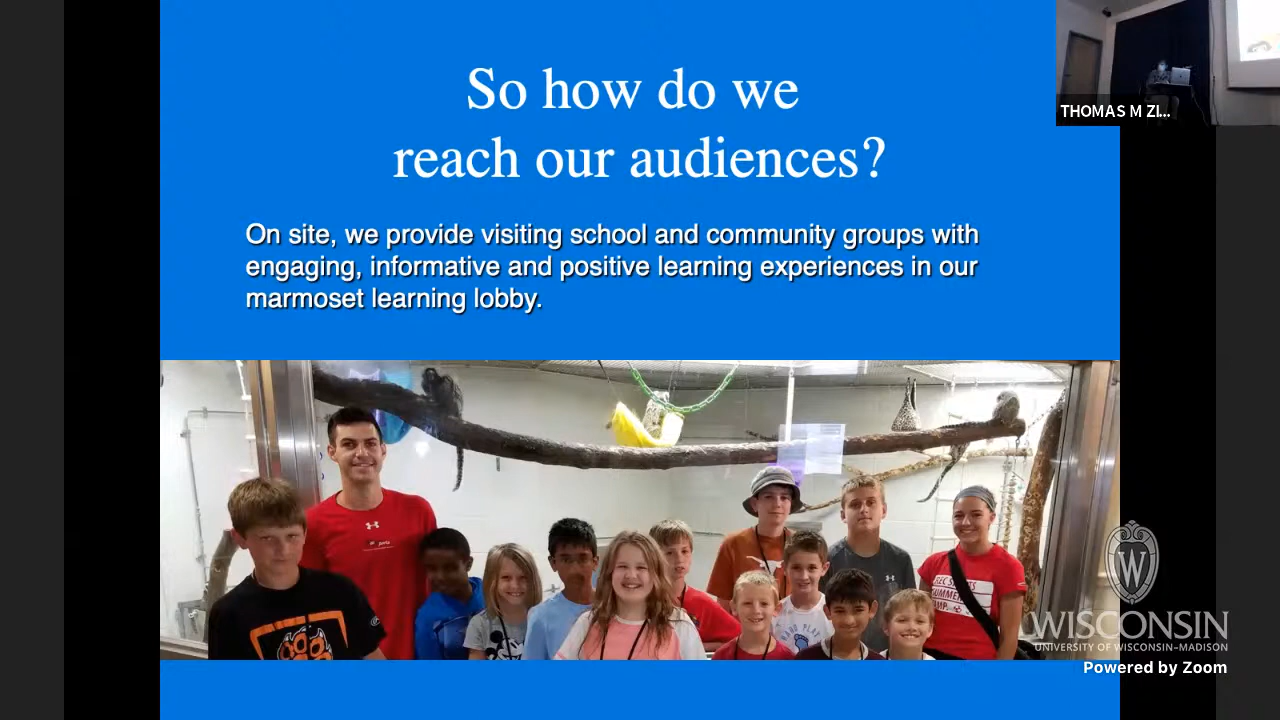 So how do we
reach our audiences?
THOMAS M ZI...
On site, we provide visiting school and community groups with
engaging, informative and positive learning experiences in our
marmoset learning lobby.
SUMMER
CAMP
W
WISCONSIN
UNIVERSITY OF WISCONSIN–MADISON
Powered by Zoom